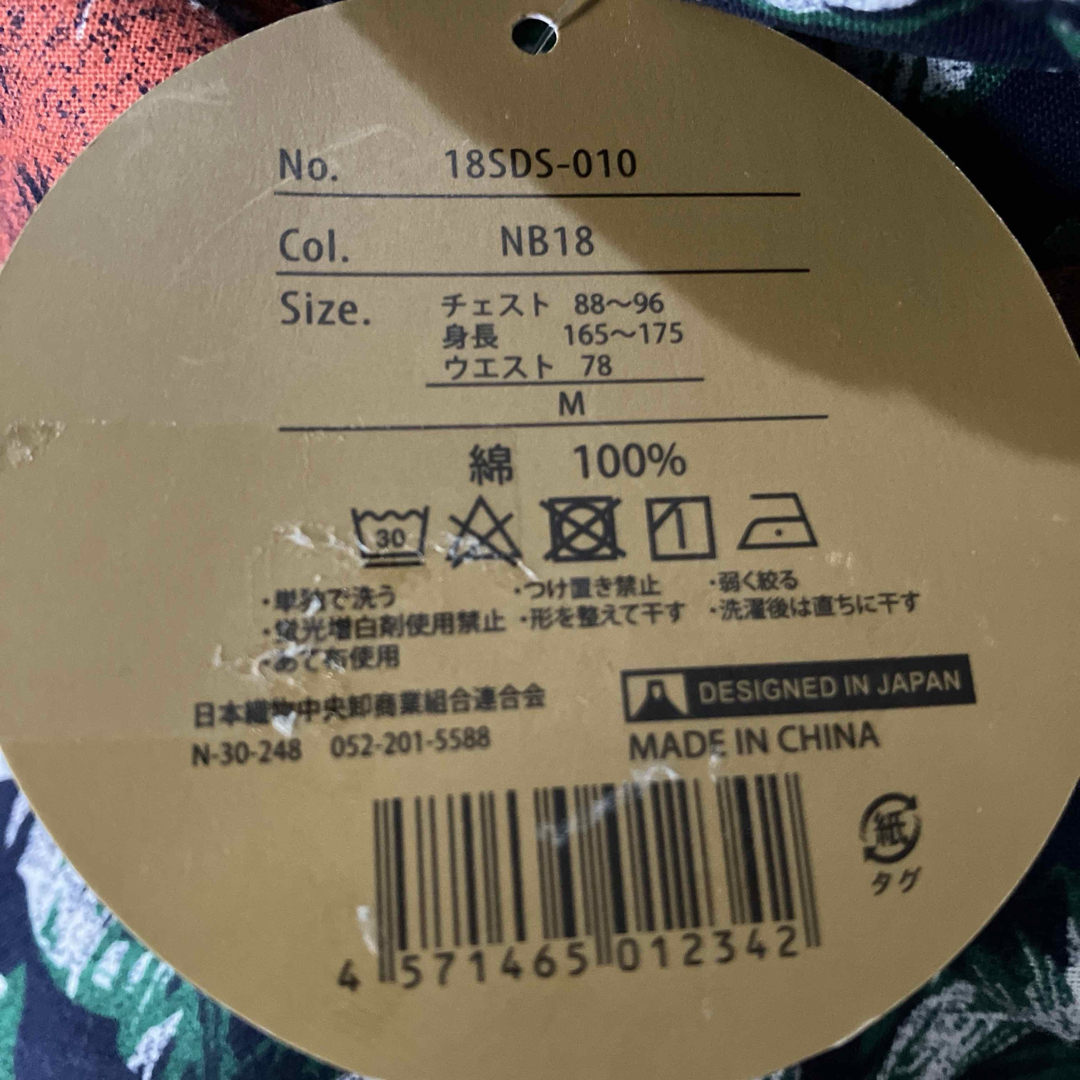 No. 18SDS-010
Col. NB18
Size. チェスト 88～96
身長 165～175
ウエスト 78
M
綿 100%
30
・単独で洗う ・つけ置き禁止 ・弱く絞る
・蛍光増白剤使用禁止 ・形を整えて干す ・洗濯後は直ちに干す
・あて布使用
日本織物中央卸商業組合連合会
N-30-248 052-201-5588
DESIGNED IN JAPAN
MADE IN CHINA
紙
タグ
4 571465 012342